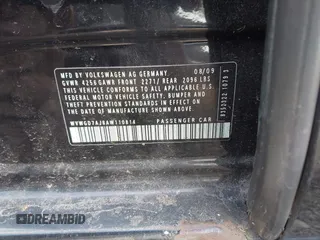 MFD BY VOLKSWAGEN AG GERMANY 08/09
GVWR 4256 GAWR FRONT 2271/ REAR 2096 LBS
THIS VEHICLE CONFORMS TO ALL APPLICABLE U.S.
FEDERAL MOTOR VEHICLE SAFETY, BUMPER AND
THEFT PREVENTION STANDARDS IN EFFECT ON THE
DATE OF MANUFACTURE SHOWN ABOVE
PASSENGER CAR
DREAMBID